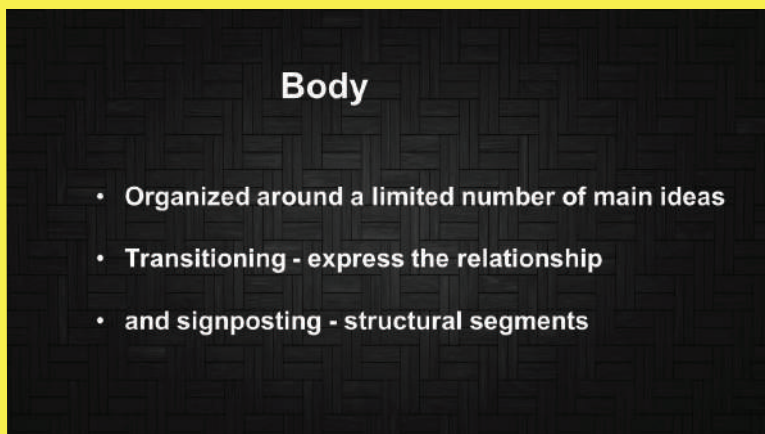 Body
• Organized around a limited number of main ideas
• Transitioning - express the relationship
• and signposting - structural segments